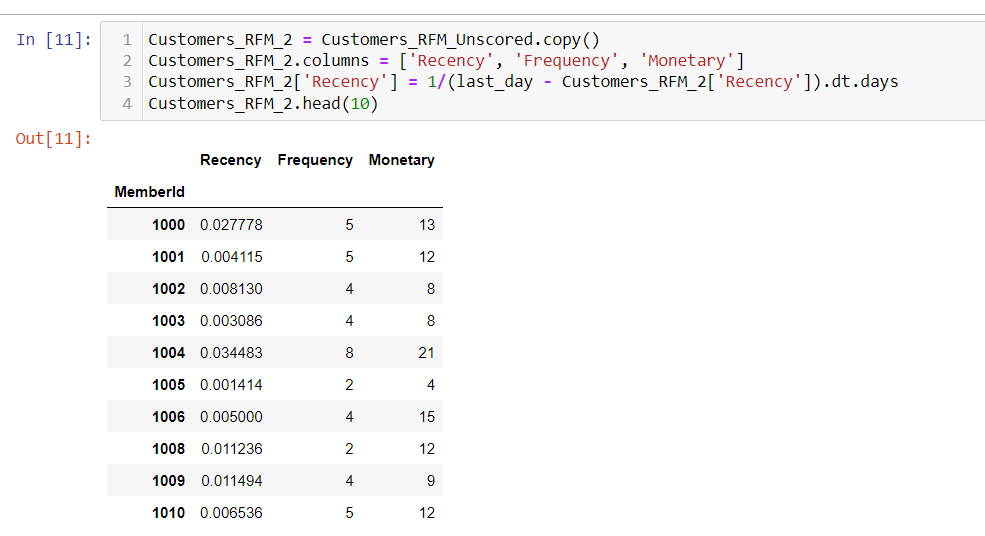 In [11]:
1 Customers_RFM_2 = Customers_RFM_Unscored.copy()
2 Customers_RFM_2.columns = ['Recency', 'Frequency', 'Monetary']
3 Customers_RFM_2['Recency'] = 1/(last_day - Customers_RFM_2['Recency']).dt.days
4 Customers_RFM_2.head(10)
Out[11]:
Recency Frequency Monetary
MemberId
1000 0.027778 5 13
1001 0.004115 5 12
1002 0.008130 4 8
1003 0.003086 4 8
1004 0.034483 8 21
1005 0.001414 2 4
1006 0.005000 4 15
1008 0.011236 2 12
1009 0.011494 4 9
1010 0.006536 5 12